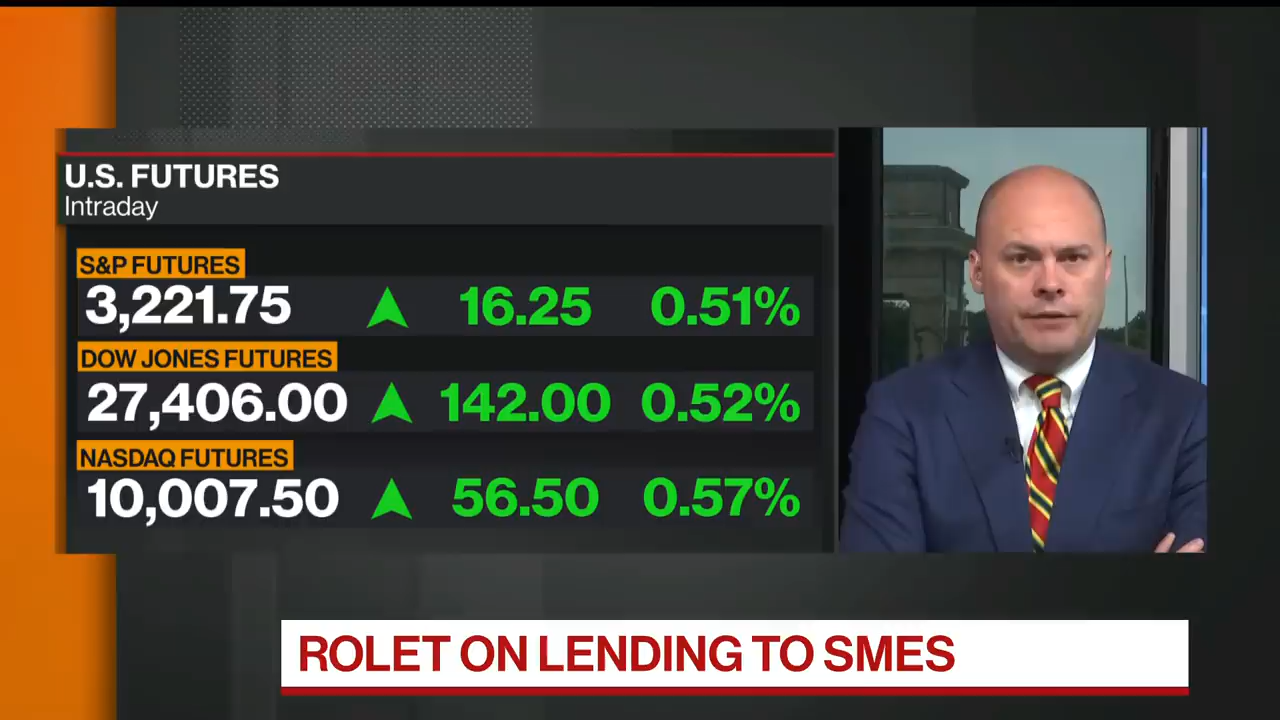 U.S. FUTURES
Intraday
S&P FUTURES
3,221.75 16.25 0.51%
DOW JONES FUTURES
27,406.00 142.00 0.52%
NASDAQ FUTURES
10,007.50 56.50 0.57%
ROLET ON LENDING TO SMES